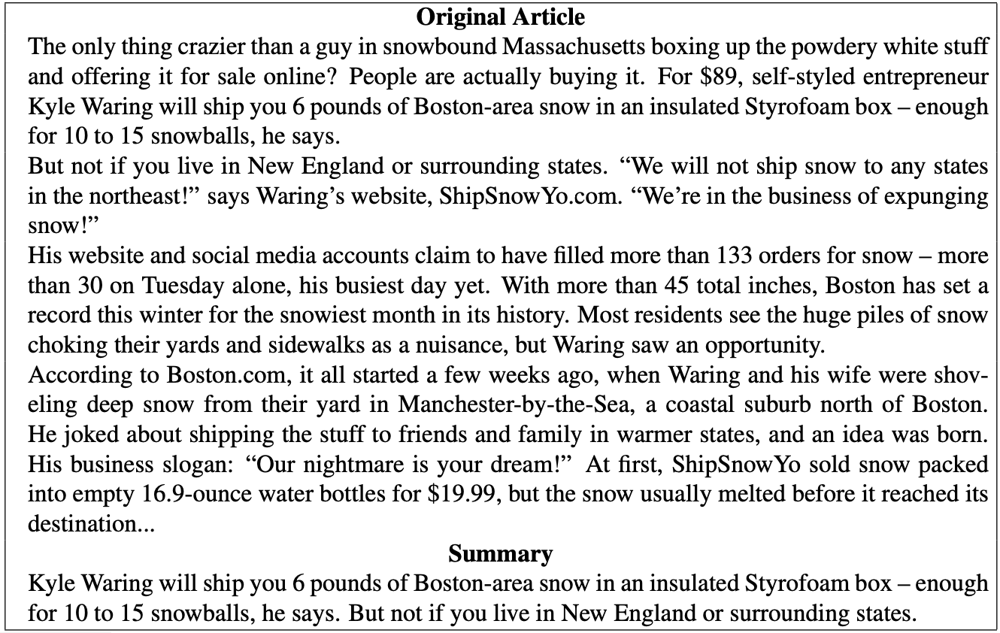 Original Article
The only thing crazier than a guy in snowbound Massachusetts boxing up the powdery white stuff
and offering it for sale online? People are actually buying it. For $89, self-styled entrepreneur
Kyle Waring will ship you 6 pounds of Boston-area snow in an insulated Styrofoam box – enough
for 10 to 15 snowballs, he says.
But not if you live in New England or surrounding states. “We will not ship snow to any states
in the northeast!” says Waring’s website, ShipSnowYo.com. “We’re in the business of expunging
snow!”
His website and social media accounts claim to have filled more than 133 orders for snow – more
than 30 on Tuesday alone, his busiest day yet. With more than 45 total inches, Boston has set a
record this winter for the snowiest month in its history. Most residents see the huge piles of snow
choking their yards and sidewalks as a nuisance, but Waring saw an opportunity.
According to Boston.com, it all started a few weeks ago, when Waring and his wife were shov-
eling deep snow from their yard in Manchester-by-the-Sea, a coastal suburb north of Boston.
He joked about shipping the stuff to friends and family in warmer states, and an idea was born.
His business slogan: “Our nightmare is your dream!” At first, ShipSnowYo sold snow packed
into empty 16.9-ounce water bottles for $19.99, but the snow usually melted before it reached its
destination...
Summary
Kyle Waring will ship you 6 pounds of Boston-area snow in an insulated Styrofoam box – enough
for 10 to 15 snowballs, he says. But not if you live in New England or surrounding states.